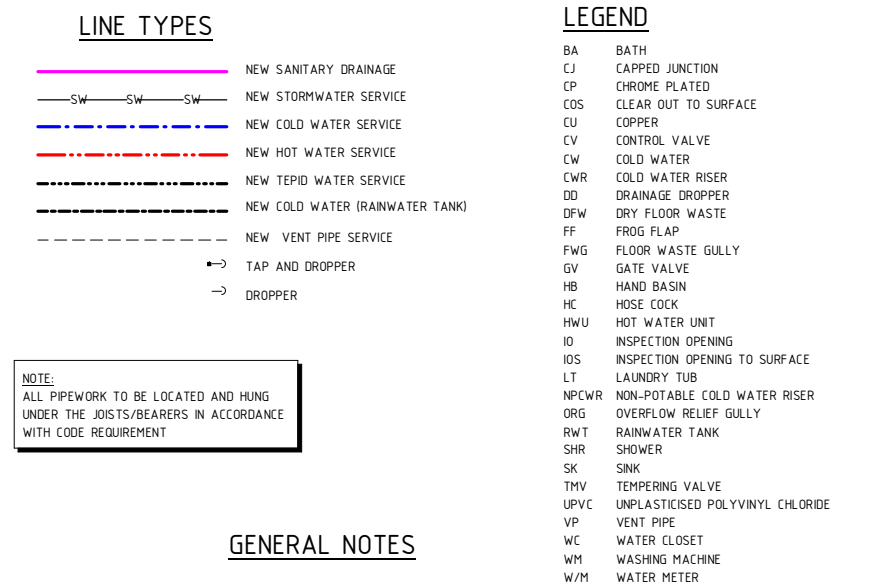 LINE TYPES
NEW SANITARY DRAINAGE
SW SW SW NEW STORMWATER SERVICE
NEW COLD WATER SERVICE
NEW HOT WATER SERVICE
NEW TEPID WATER SERVICE
NEW COLD WATER (RAINWATER TANK)
NEW VENT PIPE SERVICE
TAP AND DROPPER
DROPPER
NOTE:
ALL PIPEWORK TO BE LOCATED AND HUNG
UNDER THE JOISTS/BEARERS IN ACCORDANCE
WITH CODE REQUIREMENT
GENERAL NOTES
LEGEND
BA BATH
CJ CAPPED JUNCTION
CP CHROME PLATED
COS CLEAR OUT TO SURFACE
CU COPPER
CV CONTROL VALVE
CW COLD WATER
CWR COLD WATER RISER
DD DRAINAGE DROPPER
DFW DRY FLOOR WASTE
FF FROG FLAP
FWG FLOOR WASTE GULLY
GV GATE VALVE
HB HAND BASIN
HC HOSE COCK
HWU HOT WATER UNIT
IO INSPECTION OPENING
IOS INSPECTION OPENING TO SURFACE
LT LAUNDRY TUB
NPCWR NON-POTABLE COLD WATER RISER
ORG OVERFLOW RELIEF GULLY
RWT RAINWATER TANK
SHR SHOWER
SK SINK
TMV TEMPERING VALVE
UPVC UNPLASTICISED POLYVINYL CHLORIDE
VP VENT PIPE
WC WATER CLOSET
WM WASHING MACHINE
W/M WATER METER